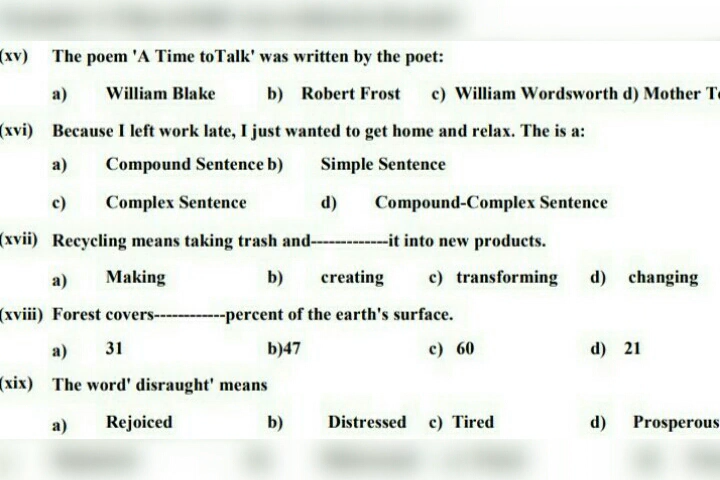 (xv) The poem 'A Time toTalk' was written by the poet:
a) William Blake b) Robert Frost c) William Wordsworth d) Mother
(xvi) Because I left work late, I just wanted to get home and relax. The is a:
a) Compound Sentence b) Simple Sentence
c) Complex Sentence d) Compound-Complex Sentence
(xvii) Recycling means taking trash and-------------it into new products.
a) Making b) creating c) transforming d) changing
(xviii) Forest covers------------percent of the earth's surface.
a) 31 b)47 c) 60 d) 21
(xix) The word' disraught' means
a) Rejoiced b) Distressed c) Tired d) Prosperous